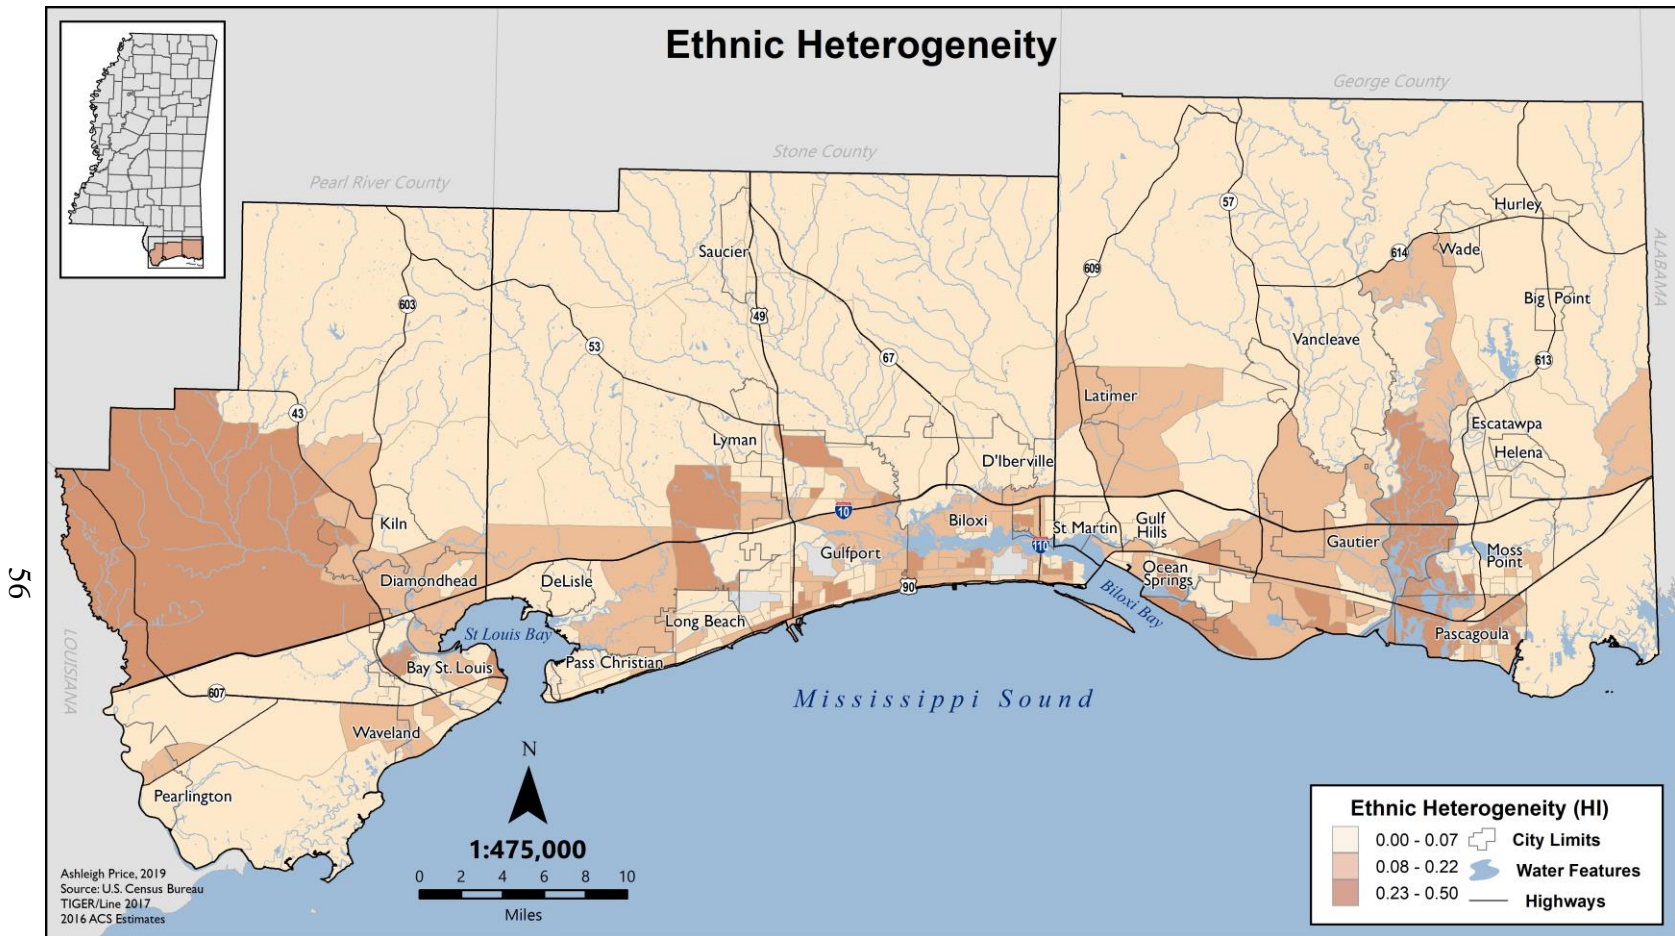 Ethnic Heterogeneity
George County
Stone County
Pearl River County
Hurley
57
614
Wade
ALABAMA
Saucier
609
603
Big Point
49
Vancleave
53
67
613
Latimer
43
Escatawpa
Lyman
Helena
D'Iberville
10
Biloxi
St Martin
Gulf
Hills
Kiln
110
Gautier
Gulfport
Moss
Point
Diamondhead
DeLisle
90
Ocean
Springs
56
Biloxi Bay
Long Beach
St Louis Bay
Pascagoula
LOUISIANA
Bay St. Louis
Pass Christian
607
Mississippi Sound
Waveland
N
Pearlington
1:475,000
0 2 4 6 8 10
Miles
Ashleigh Price, 2019
Source: U.S. Census Bureau
TIGER/Line 2017
2016 ACS Estimates
Ethnic Heterogeneity (HI)
0.00 - 0.07 City Limits
0.08 - 0.22 Water Features
0.23 - 0.50 Highways